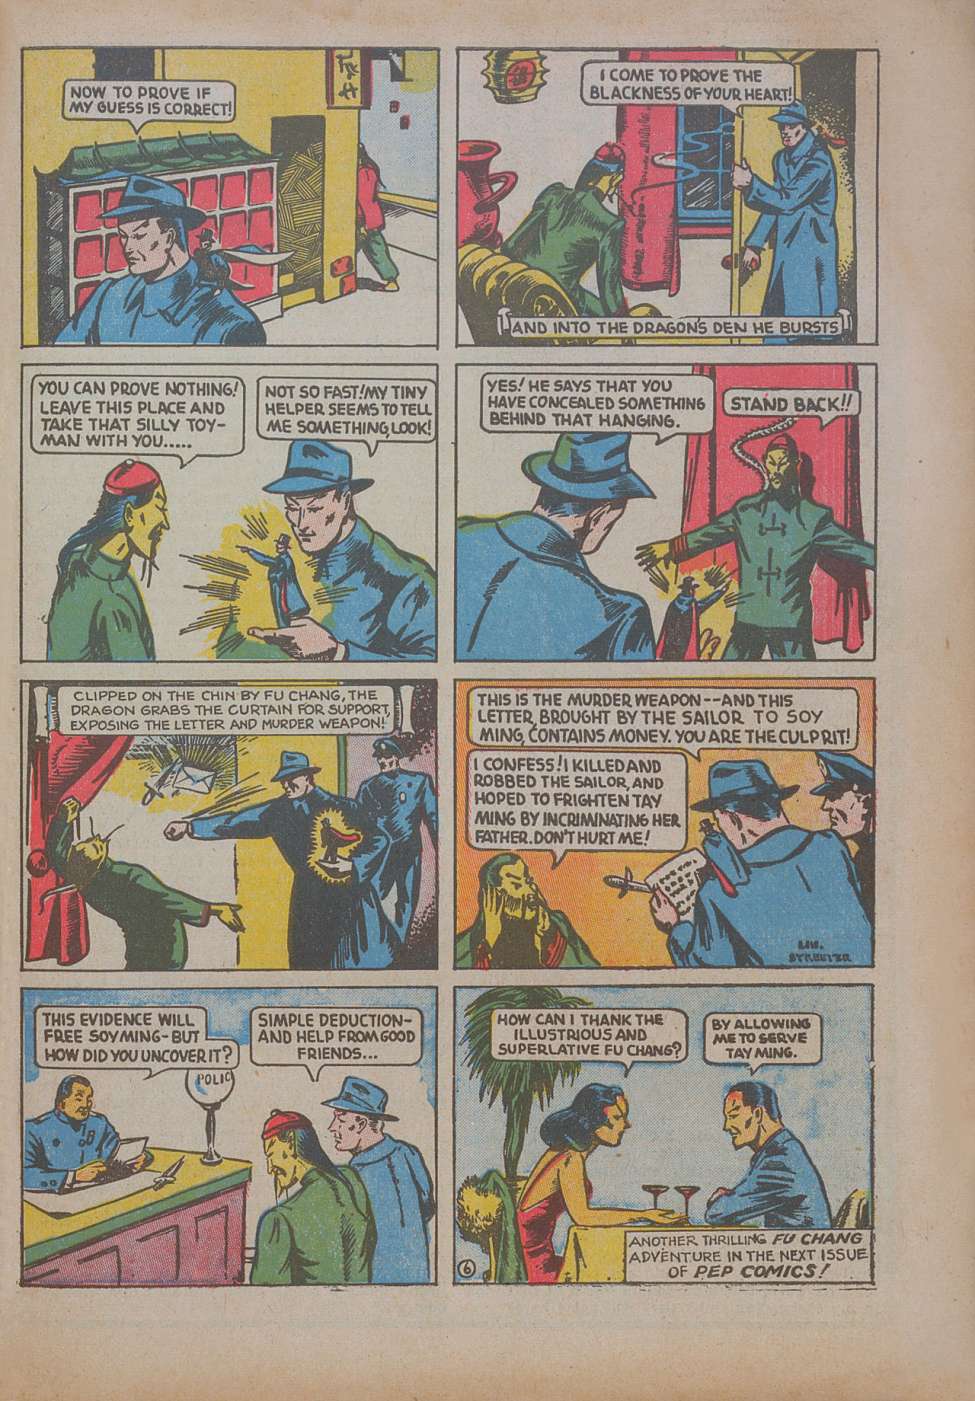 NOW TO PROVE IF
MY GUESS IS CORRECT!
I COME TO PROVE THE
BLACKNESS OF YOUR HEART!
AND INTO THE DRAGON'S DEN HE BURSTS
YOU CAN PROVE NOTHING!
LEAVE THIS PLACE AND
TAKE THAT SILLY TOY-
MAN WITH YOU.....
NOT SO FAST! MY TINY
HELPER SEEMS TO TELL
ME SOMETHING, LOOK!
YES! HE SAYS THAT YOU
HAVE CONCEALED SOMETHING
BEHIND THAT HANGING.
STAND BACK!!
CLIPPED ON THE CHIN BY FU CHANG, THE
DRAGON GRABS THE CURTAIN FOR SUPPORT,
EXPOSING THE LETTER AND MURDER WEAPON!
THIS IS THE MURDER WEAPON--AND THIS
LETTER, BROUGHT BY THE SAILOR TO SOY
MING, CONTAINS MONEY. YOU ARE THE CULPRIT!
I CONFESS! I KILLED AND
ROBBED THE SAILOR, AND
HOPED TO FRIGHTEN TAY
MING BY INCRIMINATING HER
FATHER. DON'T HURT ME!
LIN.
STREETER
THIS EVIDENCE WILL
FREE SOY MING-BUT
HOW DID YOU UNCOVER IT?
SIMPLE DEDUCTION-
AND HELP FROM GOOD
FRIENDS...
POLIC
HOW CAN I THANK THE
ILLUSTRIOUS AND
SUPERLATIVE FU CHANG?
BY ALLOWING
ME TO SERVE
TAY MING.
ANOTHER THRILLING FU CHANG
ADVENTURE IN THE NEXT ISSUE
OF PEP COMICS!
6